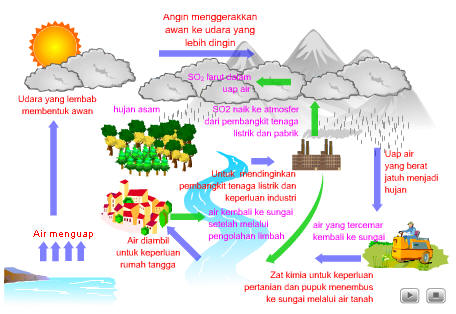 Angin menggerakkan
awan ke udara yang
lebih dingin
SO₂ larut dalam
uap air
Udara yang lembab
membentuk awan
hujan asam
SO2 naik ke atmosfer
dari pembangkit tenaga
listrik dan pabrik
Uap air
yang berat
jatuh menjadi
hujan
Untuk mendinginkan
pembangkit tenaga listrik dan
keperluan industri
air kembali ke sungai
setelah melalui
pengolahan limbah
air yang tercemar
kembali ke sungai
Air menguap
Air diambil
untuk keperluan
rumah tangga
Zat kimia untuk keperluan
pertanian dan pupuk menembus
ke sungai melalui air tanah